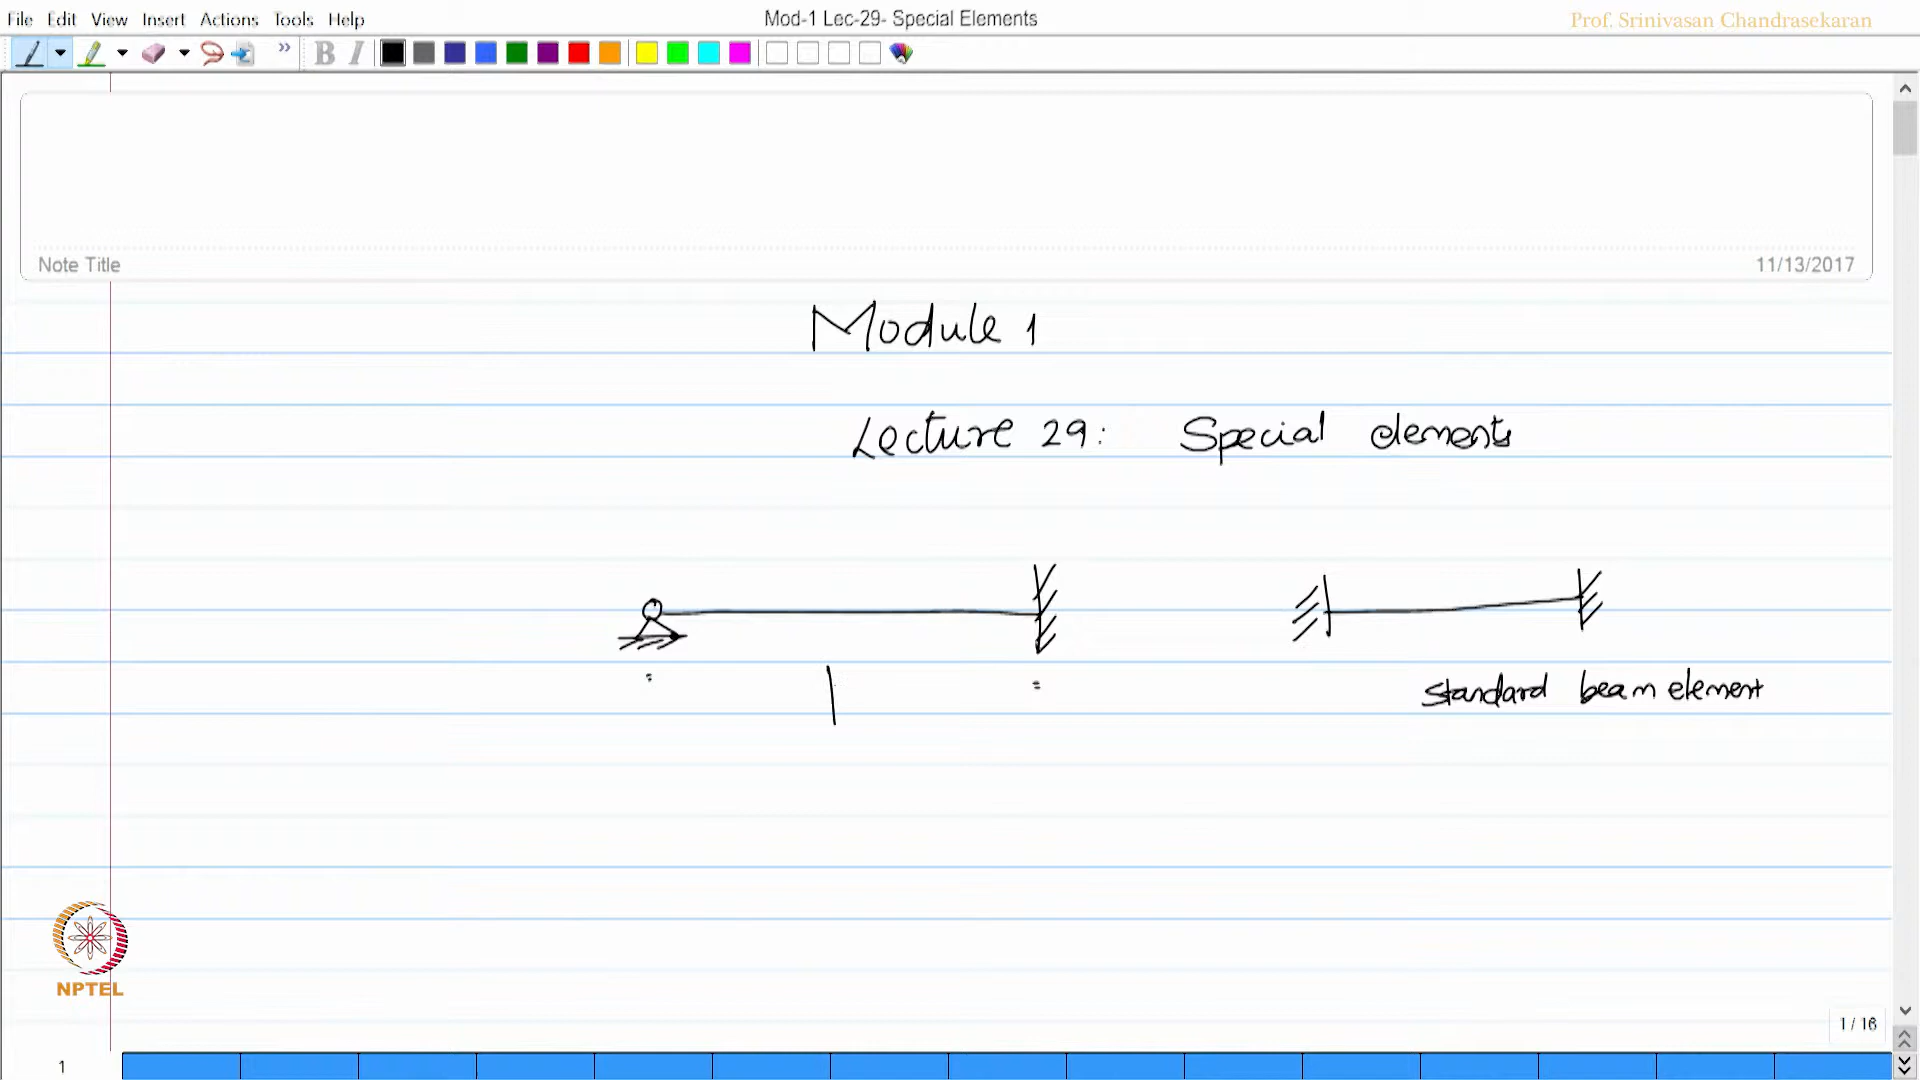 File Edit View Insert Actions Tools Help
Mod-1 Lec-29- Special Elements
Prof. Srinivasan Chandrasekaran
B I
Note Title
11/13/2017
Module 1
Lecture 29: Special elements
standard beam element
NPTEL
1 / 16
1